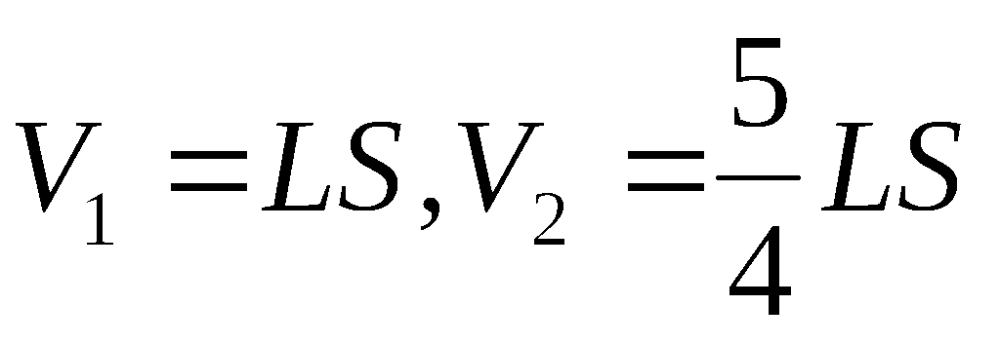 V₁ = LS, V₂ = 5/4 LS